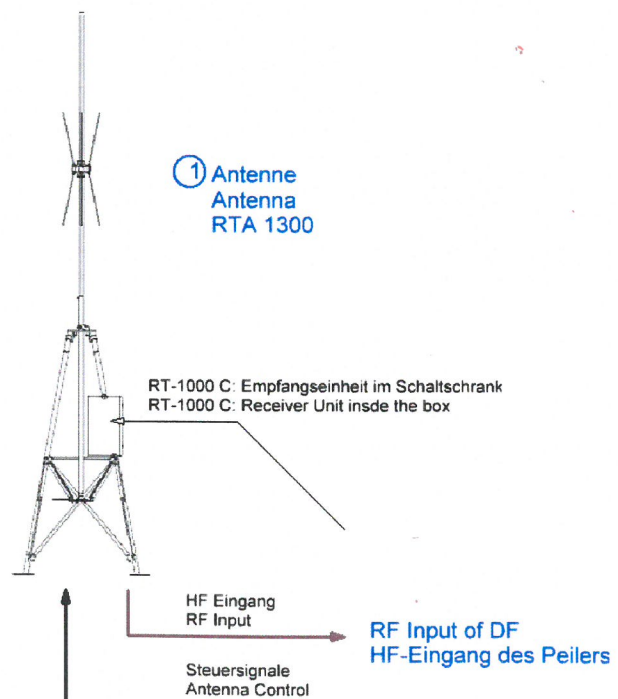 1 Antenne
Antenna
RTA 1300
RT-1000 C: Empfangseinheit im Schaltschrank
RT-1000 C: Receiver Unit insde the box
HF Eingang
RF Input
RF Input of DF
HF-Eingang des Peilers
Steuersignale
Antenna Control